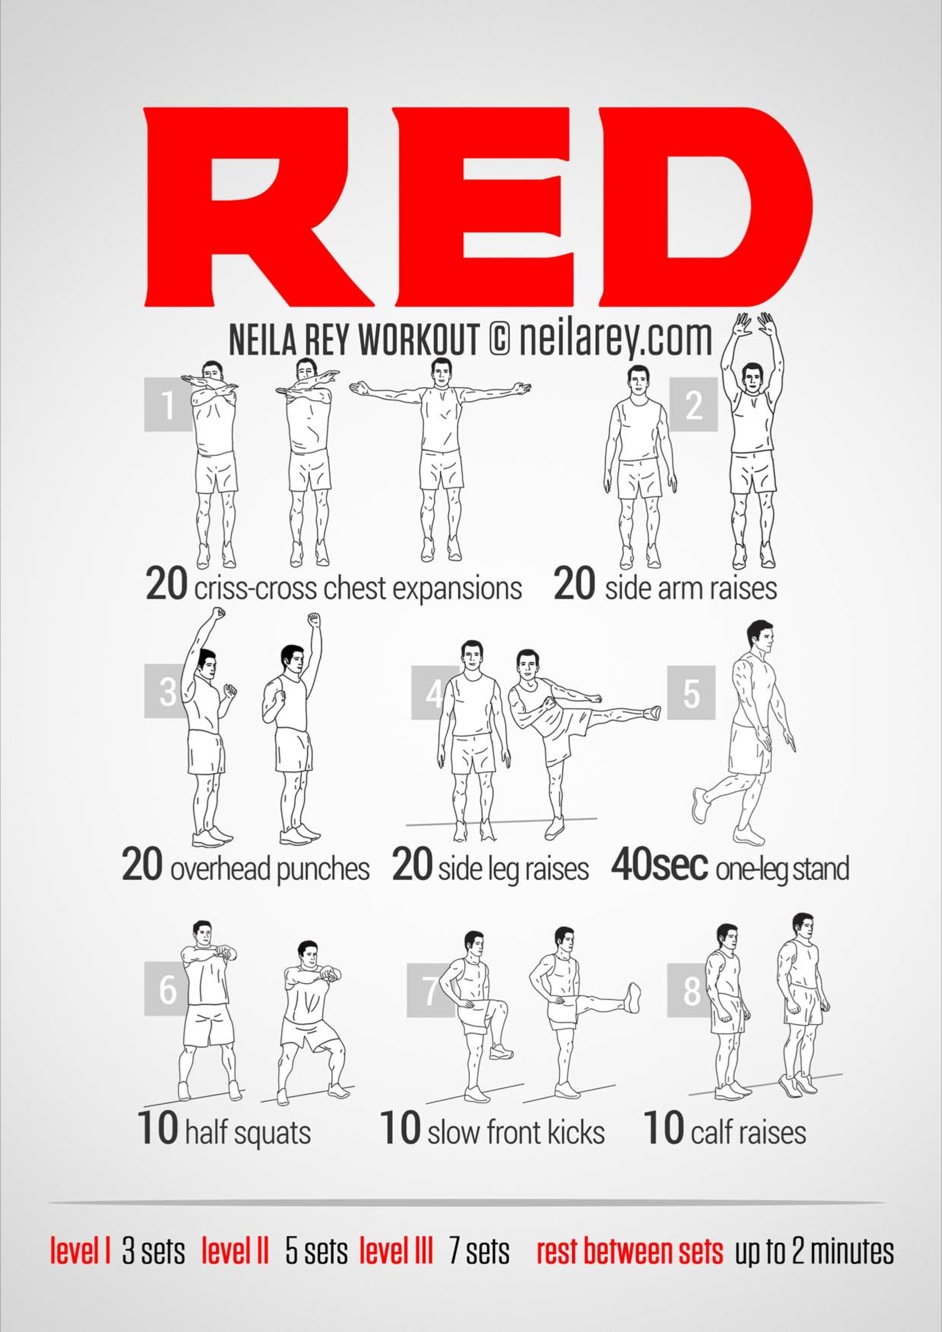 RED
NEILA REY WORKOUT © neilarey.com
1
2
20 criss-cross chest expansions
20 side arm raises
3
4
5
20 overhead punches
20 side leg raises
40sec one-leg stand
6
7
8
10 half squats
10 slow front kicks
10 calf raises
level I 3 sets level II 5 sets level III 7 sets rest between sets up to 2 minutes